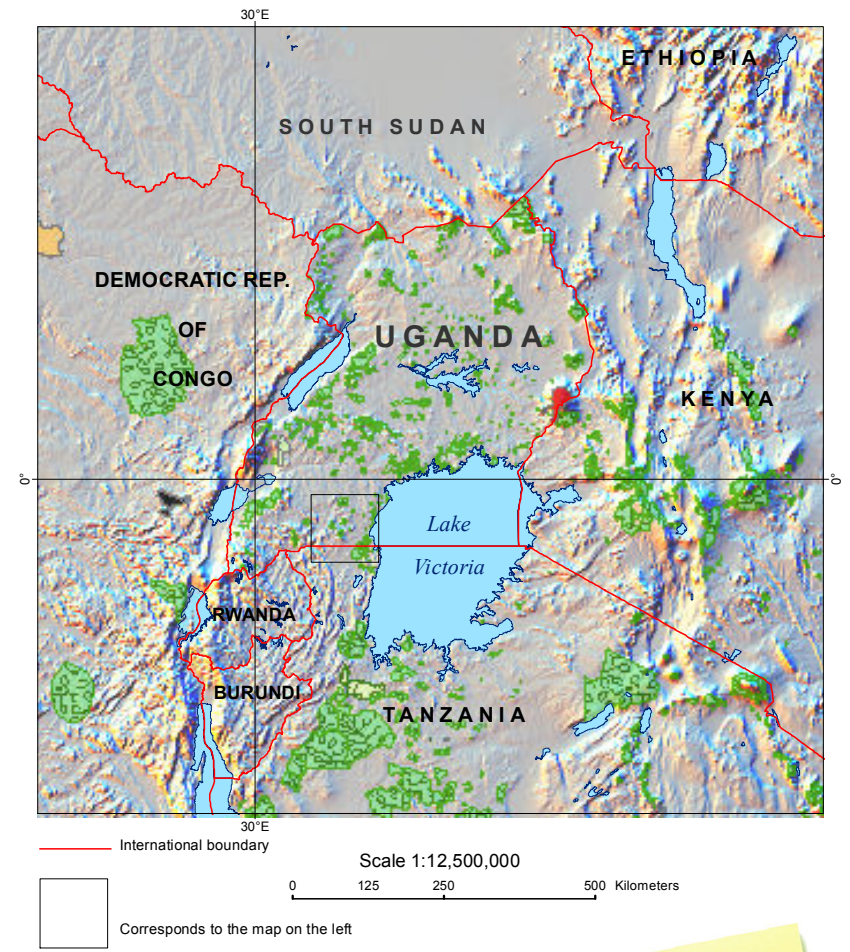 30°E
ETHIOPIA
SOUTH SUDAN
DEMOCRATIC REP.
OF
CONGO
UGANDA
KENYA
0°
0°
Lake
Victoria
RWANDA
BURUNDI
TANZANIA
30°E
International boundary
Scale 1:12,500,000
0 125 250 500 Kilometers
Corresponds to the map on the left